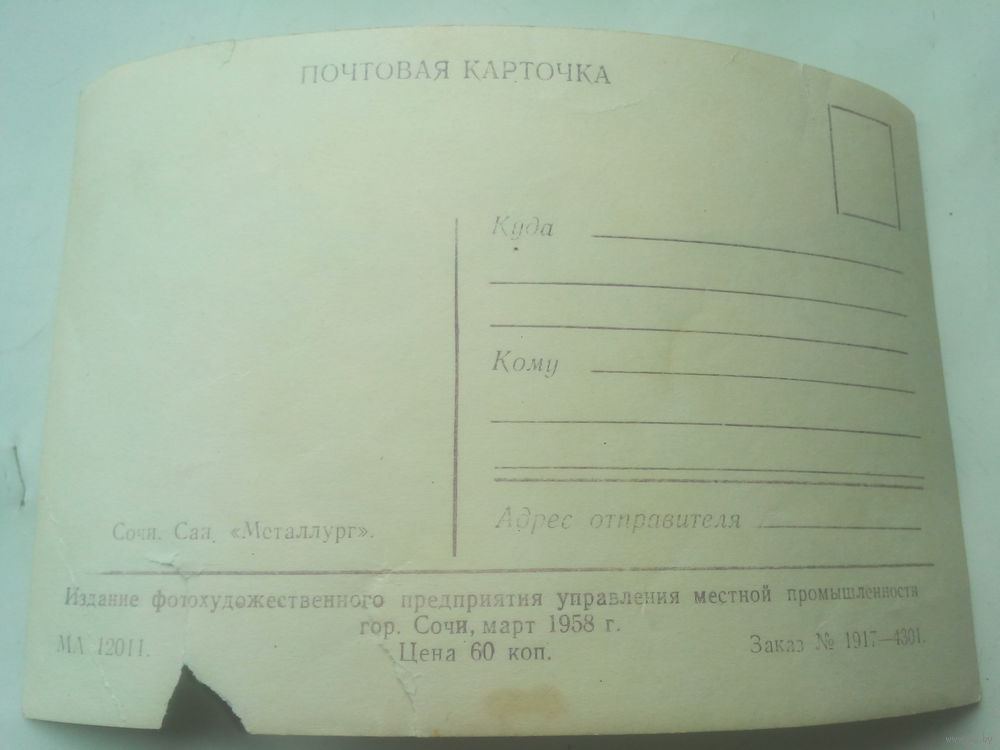 ПОЧТОВАЯ КАРТОЧКА
Куда
Кому
Адрес отправителя
Сочи. Сан. «Металлург».
Издание фотохудожественного предприятия управления местной промышленности
гор. Сочи, март 1958 г.
МА 12011.
Цена 60 коп.
Заказ № 1917—4301.